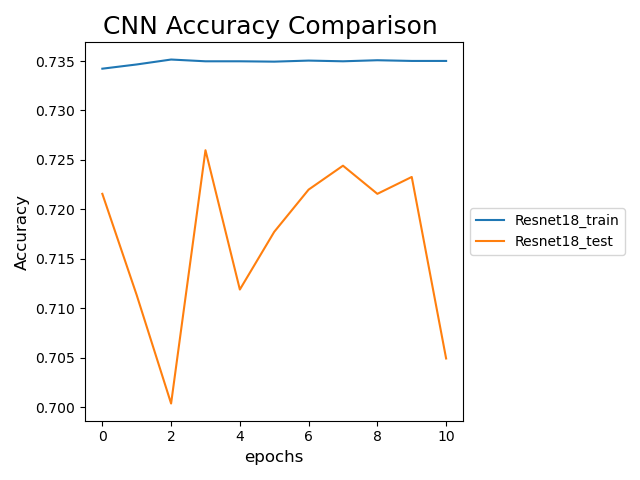 CNN Accuracy Comparison
Accuracy
0.735
0.730
0.725
0.720
0.715
0.710
0.705
0.700
0 2 4 6 8 10
epochs
Resnet18_train
Resnet18_test